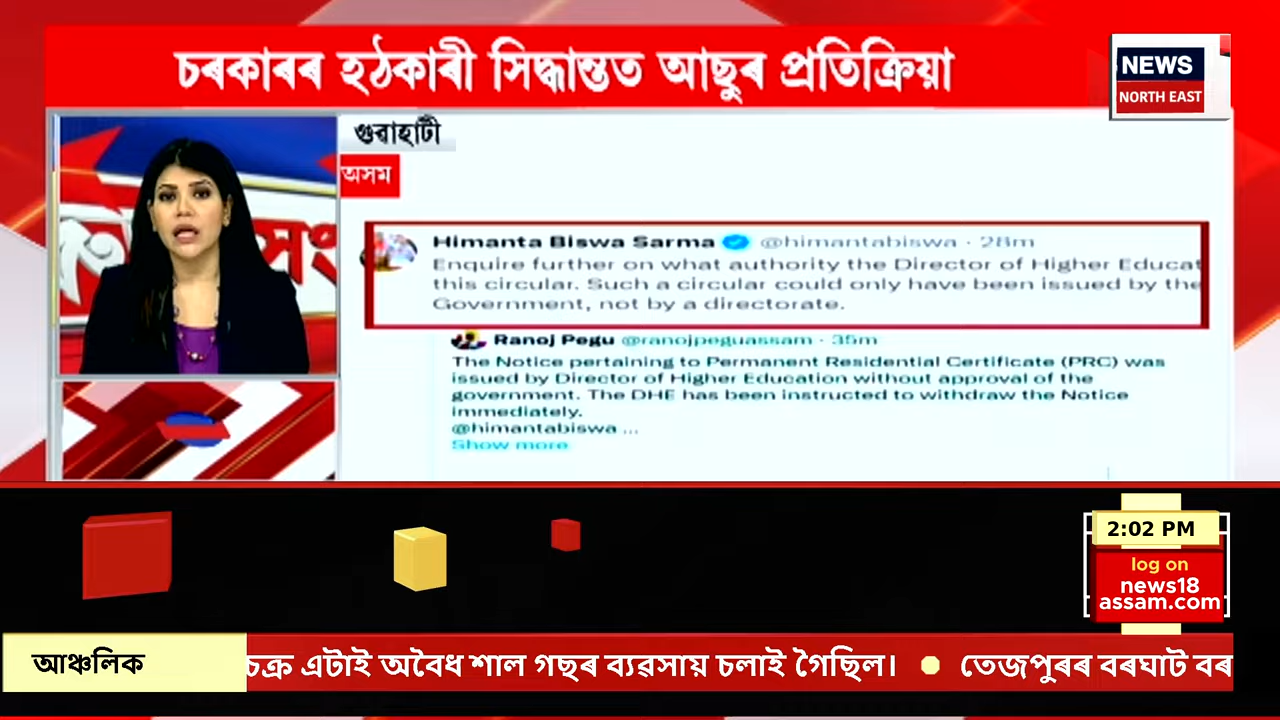 চৰকাৰৰ হঠকাৰী সিদ্ধান্তত আছুৰ প্ৰতিক্ৰিয়া
NEWS
NORTH EAST
গুৱাহাটী
অসম
Himanta Biswa Sarma @himantabiswa · 28m
Enquire further on what authority the Director of Higher Educat
this circular. Such a circular could only have been issued by the
Government, not by a directorate.
Ranoj Pegu @ranojpeguassam · 35m
The Notice pertaining to Permanent Residential Certificate (PRC) was
issued by Director of Higher Education without approval of the
government. The DHE has been instructed to withdraw the Notice
immediately.
@himantabiswa ...
Show more
2:02 PM
log on
news18
assam.com
আঞ্চলিক
চক্ৰ এটাই অবৈধ শাল গছৰ ব্যৱসায় চলাই গৈছিল। তেজপুৰৰ বৰঘাট বৰ